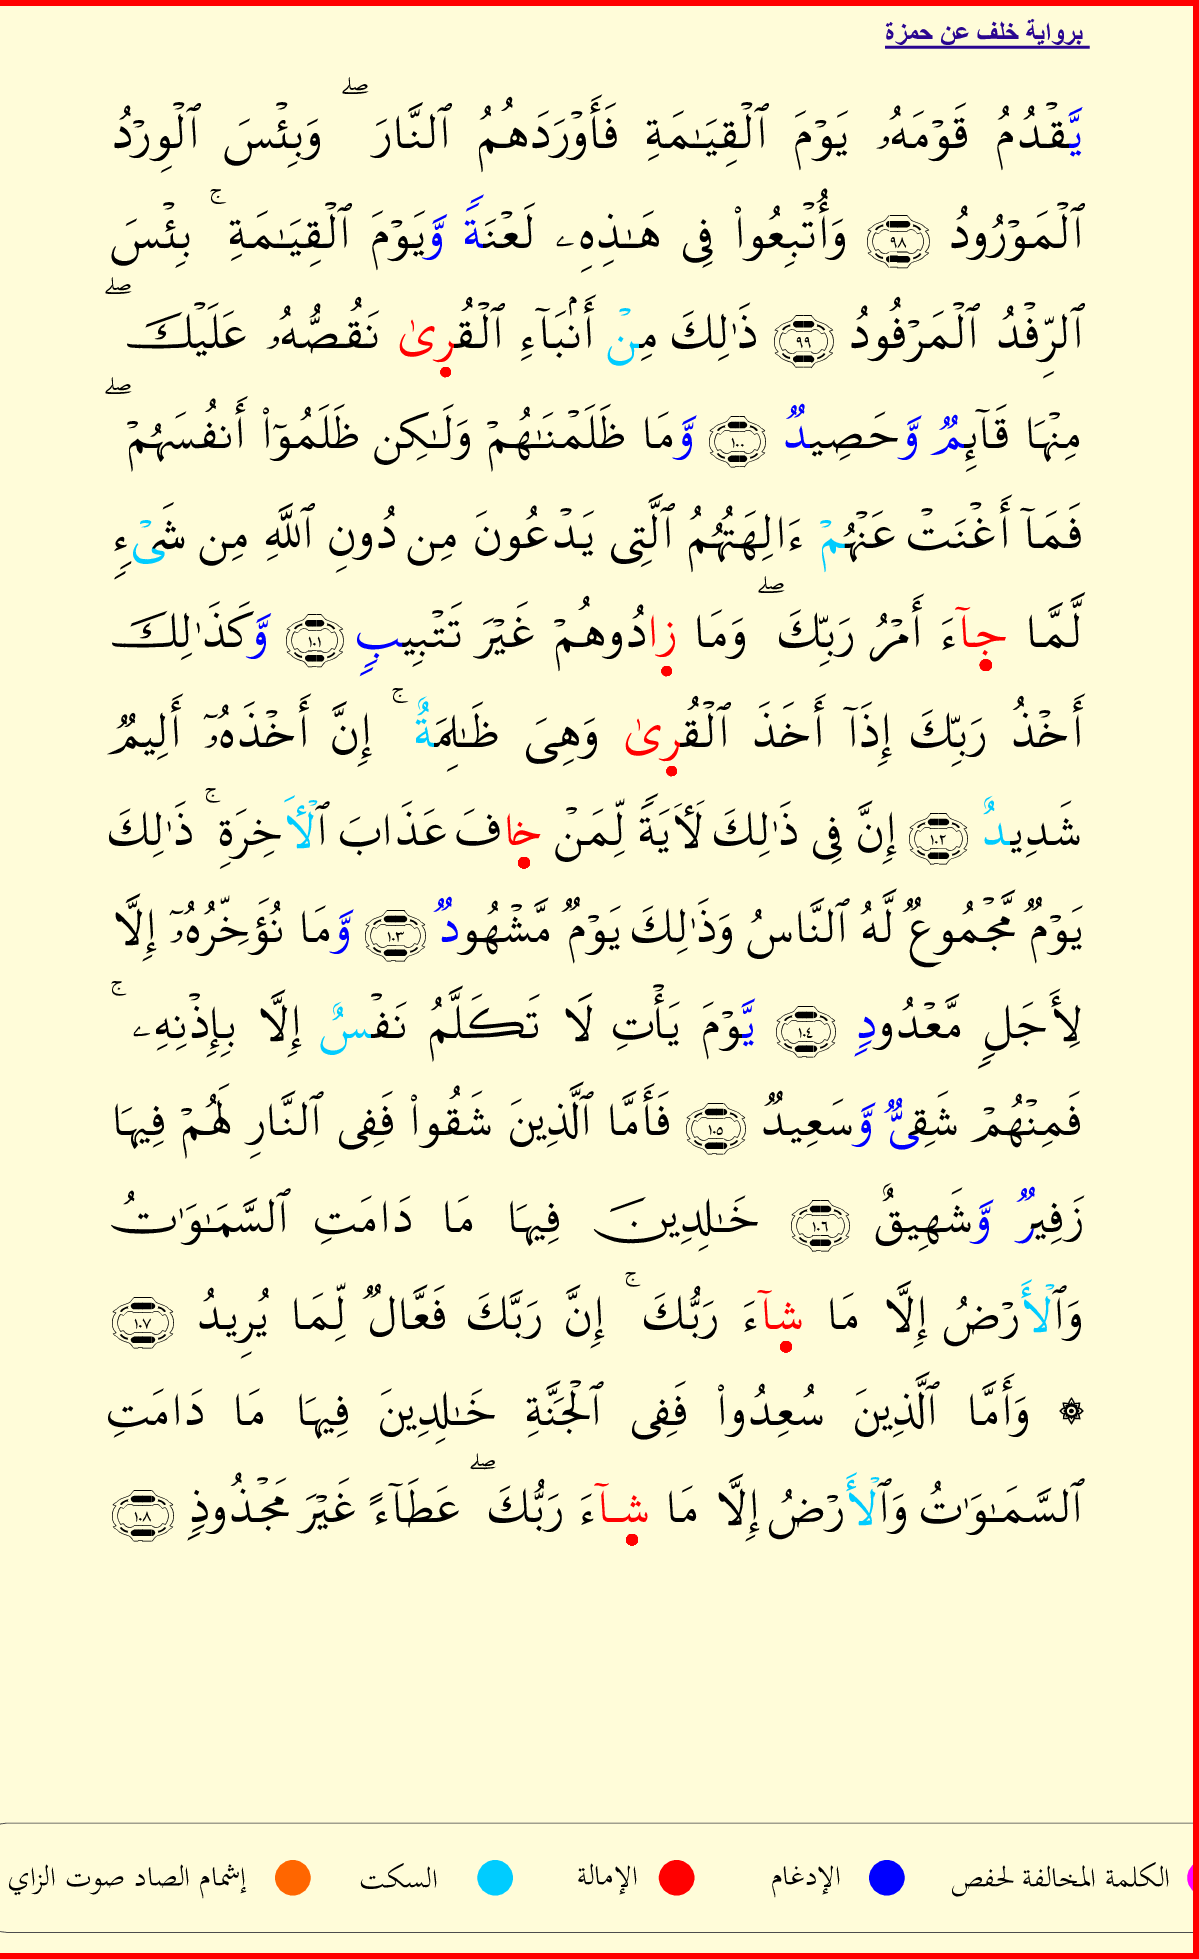 برواية خلف عن حمزة
يَّقۡدُمُ قَوۡمَهُۥ يَوۡمَ ٱلۡقِيَـٰمَةِ فَأَوۡرَدَهُمُ ٱلنَّارَۖ وَبِئۡسَ ٱلۡوِرۡدُ
ٱلۡمَوۡرُودُ ٩٨ وَأُتۡبِعُواْ فِى هَـٰذِهِۦ لَعۡنَةً وَّيَوۡمَ ٱلۡقِيَـٰمَةِۚ بِئۡسَ
ٱلرِّفۡدُ ٱلۡمَرۡفُودُ ٩٩ ذَٰلِكَ مِنۡ أَنۢبَآءِ ٱلۡقُرِىٰ نَقُصُّهُۥ عَلَيۡكَۖ
مِنۡهَا قَآئِمٌ وَّحَصِيدٌ ١٠٠ وَّمَا ظَلَمۡنَـٰهُمۡ وَلَـٰكِن ظَلَمُوٓاْ أَنفُسَهُمۡۖ
فَمَآ أَغۡنَتۡ عَنۡهُمۡ ءَالِهَتُهُمُ ٱلَّتِى يَدۡعُونَ مِن دُونِ ٱللَّهِ مِن شَىۡءٍ
لَّمَّا جِآءَ أَمۡرُ رَبِّكَۖ وَمَا زِادُوهُمۡ غَيۡرَ تَتۡبِيبٍ ١٠١ وَّكَذَٰلِكَ
أَخۡذُ رَبِّكَ إِذَآ أَخَذَ ٱلۡقُرِىٰ وَهِىَ ظَـٰلِمَةٌۚ إِنَّ أَخۡذَهُۥٓ أَلِيمٌ
شَدِيدٌ ١٠٢ إِنَّ فِى ذَٰلِكَ لَأٓيَةً لِّمَنۡ خِافَ عَذَابَ ٱلۡأَخِرَةِۚ ذَٰلِكَ
يَوۡمٌ مَّجۡمُوعٌ لَّهُ ٱلنَّاسُ وَذَٰلِكَ يَوۡمٌ مَّشۡهُودٌ ١٠٣ وَّمَا نُؤَخِّرُهُۥٓ إِلَّا
لِأَجَلٍ مَّعۡدُودٍ ١٠٤ يَّوۡمَ يَأۡتِ لَا تَكَلَّمُ نَفۡسٌ إِلَّا بِإِذۡنِهِۦۚ
فَمِنۡهُمۡ شَقِىٌّ وَّسَعِيدٌ ١٠٥ فَأَمَّا ٱلَّذِينَ شَقُواْ فَفِى ٱلنَّارِ لَهُمۡ فِيهَا
زَفِيرٌ وَّشَهِيقٌ ١٠٦ خَـٰلِدِينَ فِيهَا مَا دَامَتِ ٱلسَّمَـٰوَٰتُ
وَٱلۡأَرۡضُ إِلَّا مَا شِآءَ رَبُّكَۚ إِنَّ رَبَّكَ فَعَّالٌ لِّمَا يُرِيدُ ١٠٧
۞ وَأَمَّا ٱلَّذِينَ سُعِدُواْ فَفِى ٱلۡجَنَّةِ خَـٰلِدِينَ فِيهَا مَا دَامَتِ
ٱلسَّمَـٰوَٰتُ وَٱلۡأَرۡضُ إِلَّا مَا شِآءَ رَبُّكَۖ عَطَآءً غَيۡرَ مَجۡذُوذٍ ١٠٨
الكلمة المخالفة لحفص الإدغام الإمالة السكت إشمام الصاد صوت الزاي